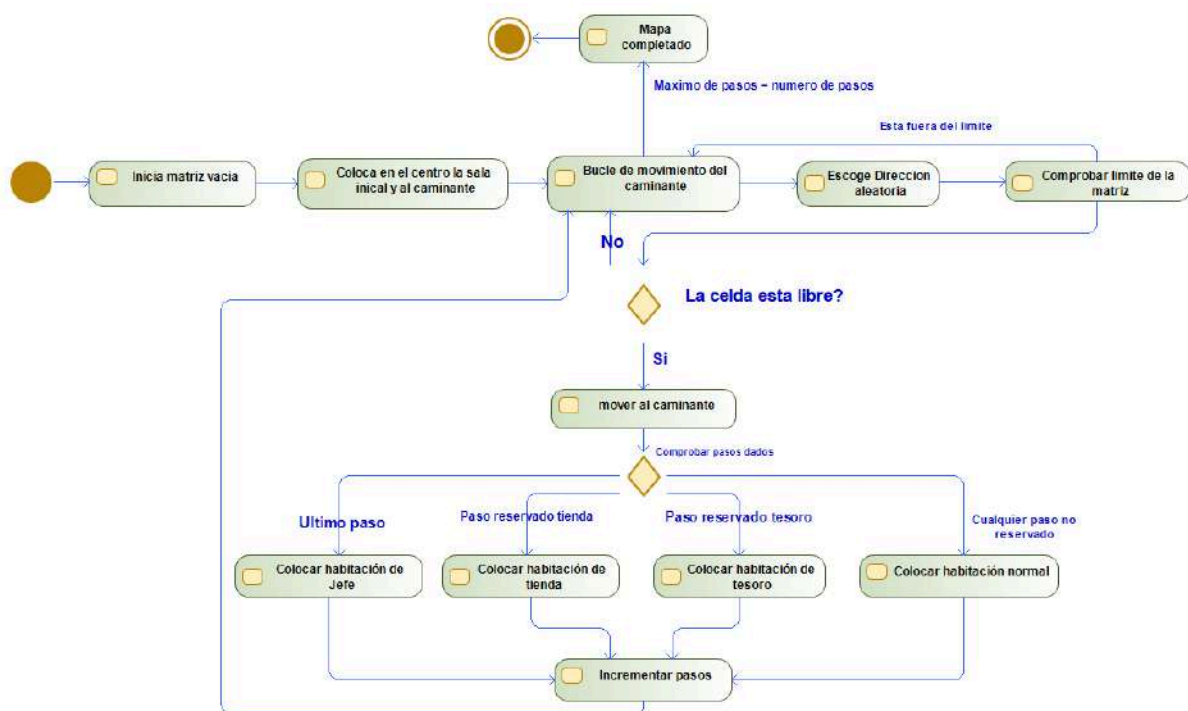 Mapa
completado
Maximo de pasos – numero de pasos
Esta fuera del limite
Inicia matriz vacia
Coloca en el centro la sala
inical y al caminante
Bucle de movimiento del
caminante
Escoge Direccion
aleatoria
Comprobar limite de la
matriz
No
La celda esta libre?
Si
mover al caminante
Comprobar pasos dados
Ultimo paso
Paso reservado tienda
Paso reservado tesoro
Cualquier paso no
reservado
Colocar habitación de
Jefe
Colocar habitación de
tienda
Colocar habitación de
tesoro
Colocar habitación normal
Incrementar pasos